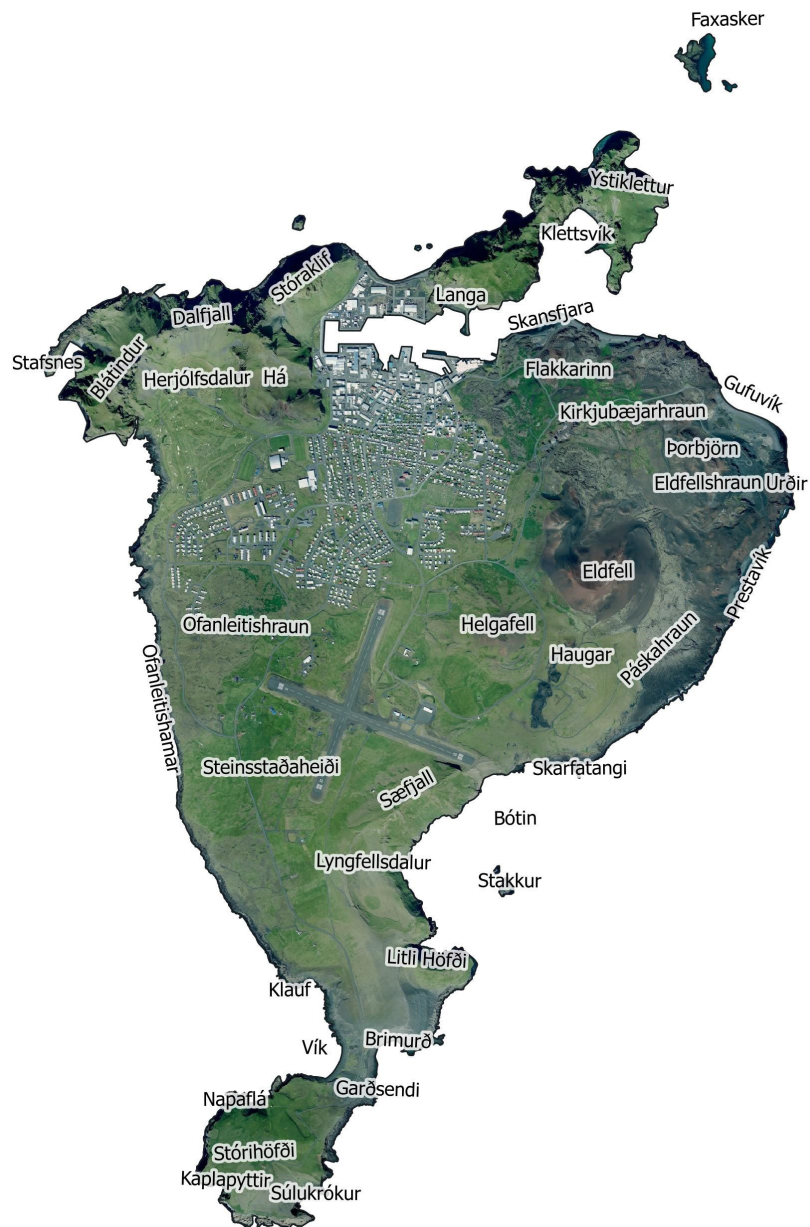 Faxasker
Ystiklettur
Klettsvík
Stóraklif
Langa
Dalfjall
Skansfjara
Stafsnes
Blátindur
Herjólfsdalur
Há
Flakkarinn
Gufuvík
Kirkjubæjarhraun
Þorbjörn
Eldfellshraun
Urðir
Eldfell
Prestavík
Ofanleitishraun
Helgafell
Haugar
Páskahraun
Ofanleitishamar
Steinsstaðaheiði
Skarfatangi
Sæfjall
Bótin
Lyngfellsdalur
Stakkur
Litli Höfði
Klauf
Vík
Brimurð
Garðsendi
Napaflá
Stórihöfði
Kaplapyttir
Súlukrókur